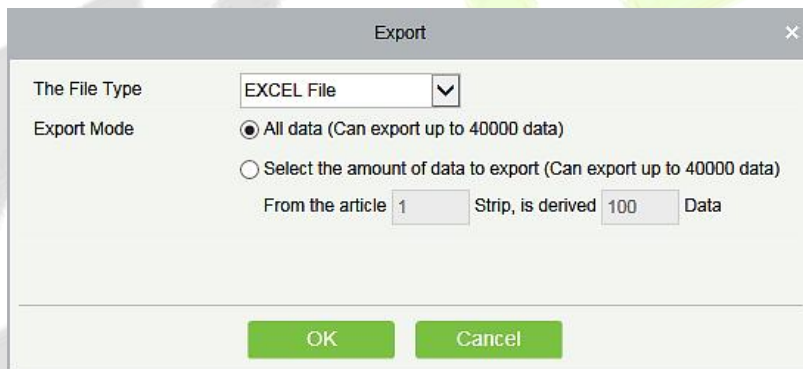 Export
The File Type EXCEL File
Export Mode All data (Can export up to 40000 data)
Select the amount of data to export (Can export up to 40000 data)
From the article 1 Strip, is derived 100 Data
OK Cancel